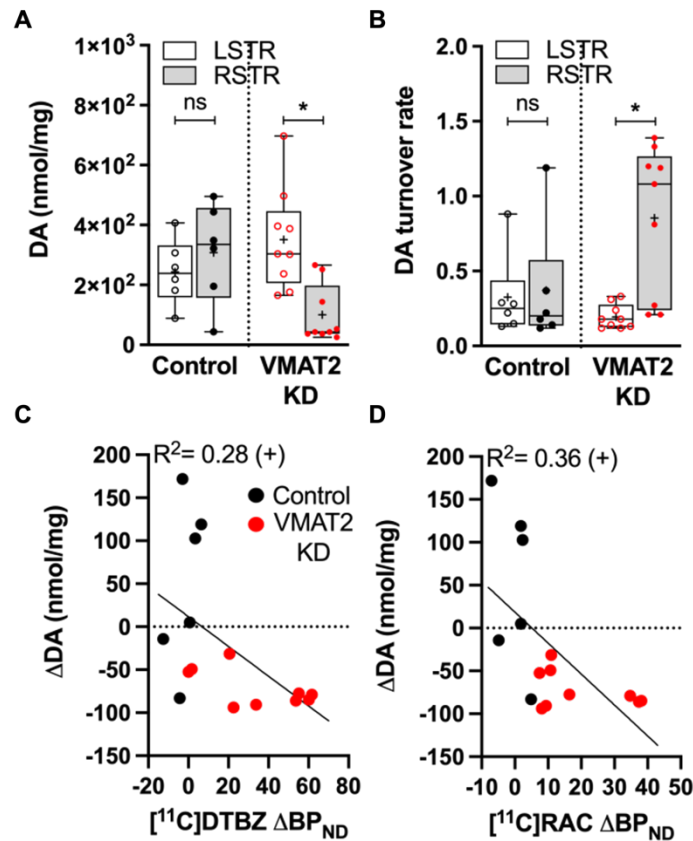 A
DA (nmol/mg)
1×10³
8×10²
6×10²
4×10²
2×10²
0
LSTR
RSTR
ns
*
Control
VMAT2
KD
B
DA turnover rate
2.0
1.5
1.0
0.5
0.0
LSTR
RSTR
ns
*
Control
VMAT2
KD
C
ΔDA (nmol/mg)
200
150
100
50
0
-50
-100
-150
R²= 0.28 (+)
Control
VMAT2
KD
-20 0 20 40 60 80
[¹¹C]DTBZ ΔBP_ND
D
ΔDA (nmol/mg)
200
150
100
50
0
-50
-100
-150
R²= 0.36 (+)
-10 0 10 20 30 40 50
[¹¹C]RAC ΔBP_ND